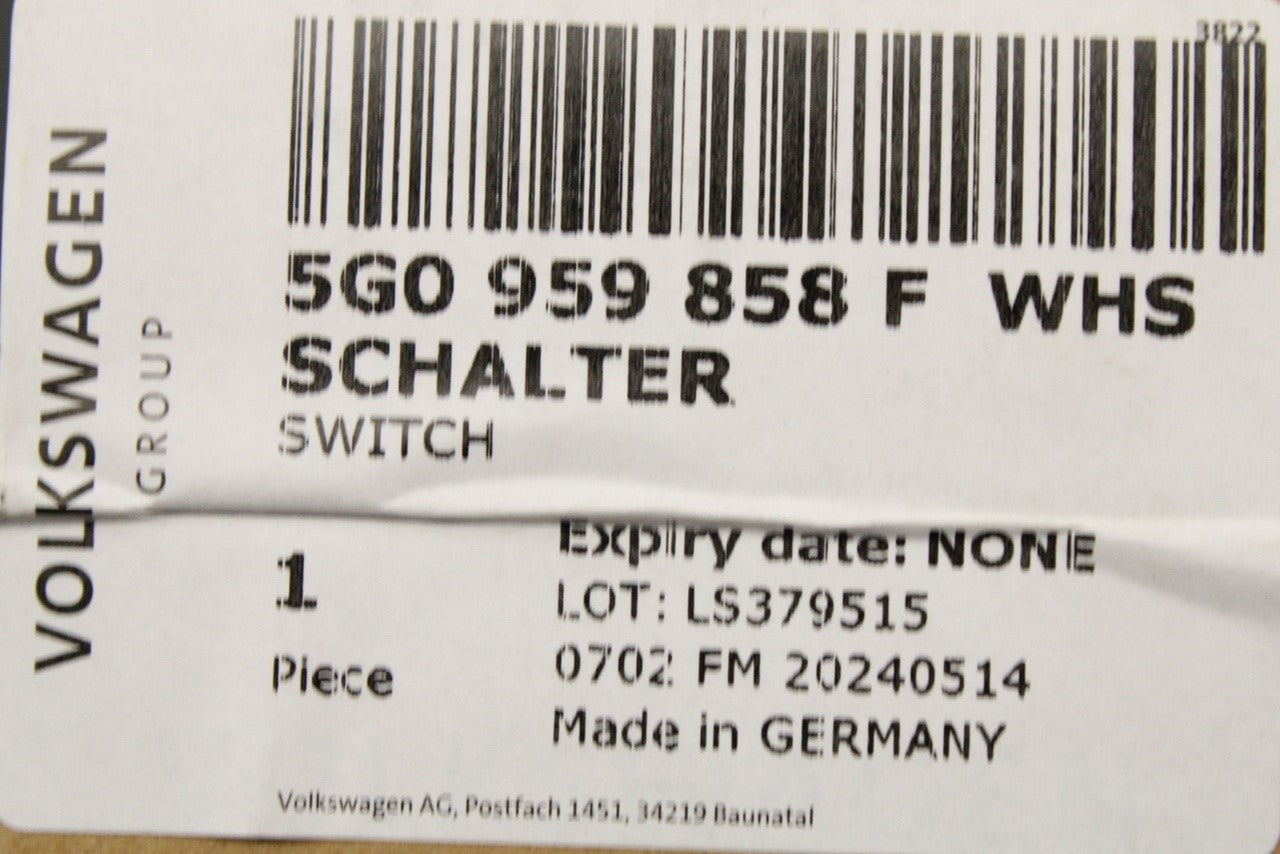 3822
VOLKSWAGEN
GROUP
5G0 959 858 F WHS
SCHALTER
SWITCH
1
Piece
Expiry date: NONE
LOT: LS379515
0702 FM 20240514
Made in GERMANY
Volkswagen AG, Postfach 1451, 34219 Baunatal